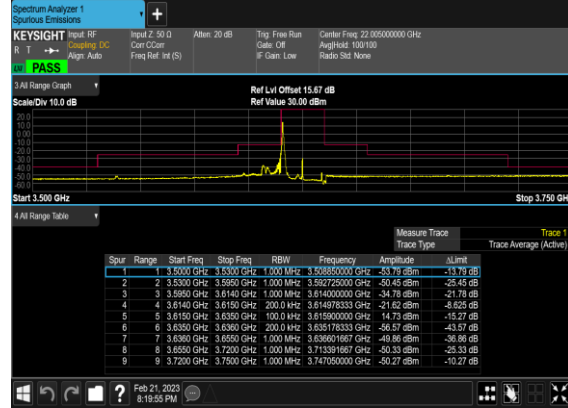 Spectrum Analyzer 1
Spurious Emissions
+
KEYSIGHT Input: RF Input Z: 50 Ω Atten: 20 dB Trig: Free Run Center Freq: 22.005000000 GHz
R T Coupling: DC Corr CCorr Gate: Off Avg|Hold: 100/100
Align: Auto Freq Ref: Int (S) IF Gain: Low Radio Std: None
PASS
3 All Range Graph
Ref Lvl Offset 15.67 dB
Scale/Div 10.0 dB Ref Value 30.00 dBm
20.0
10.0
0.00
-10.0
-20.0
-30.0
-40.0
-50.0
-60.0
Start 3.500 GHz Stop 3.750 GH
4 All Range Table
Measure Trace Trace 1
Trace Type Trace Average (Active)
Spur Range Start Freq Stop Freq RBW Frequency Amplitude ΔLimit
1 1 3.5000 GHz 3.5300 GHz 1.000 MHz 3.508850000 GHz -53.79 dBm -13.79 dB
2 2 3.5300 GHz 3.5950 GHz 1.000 MHz 3.592725000 GHz -50.45 dBm -25.45 dB
3 3 3.5950 GHz 3.6140 GHz 1.000 MHz 3.614000000 GHz -34.78 dBm -21.78 dB
4 4 3.6140 GHz 3.6150 GHz 200.0 kHz 3.614978333 GHz -21.62 dBm -8.625 dB
5 5 3.6150 GHz 3.6350 GHz 100.0 kHz 3.615900000 GHz 14.73 dBm -15.27 dB
6 6 3.6350 GHz 3.6360 GHz 200.0 kHz 3.635178333 GHz -56.57 dBm -43.57 dB
7 7 3.6360 GHz 3.6550 GHz 1.000 MHz 3.636601667 GHz -49.86 dBm -36.86 dB
8 8 3.6550 GHz 3.7200 GHz 1.000 MHz 3.713391667 GHz -50.33 dBm -25.33 dB
9 9 3.7200 GHz 3.7500 GHz 1.000 MHz 3.747050000 GHz -50.27 dBm -10.27 dB
? Feb 21, 2023
8:19:55 PM